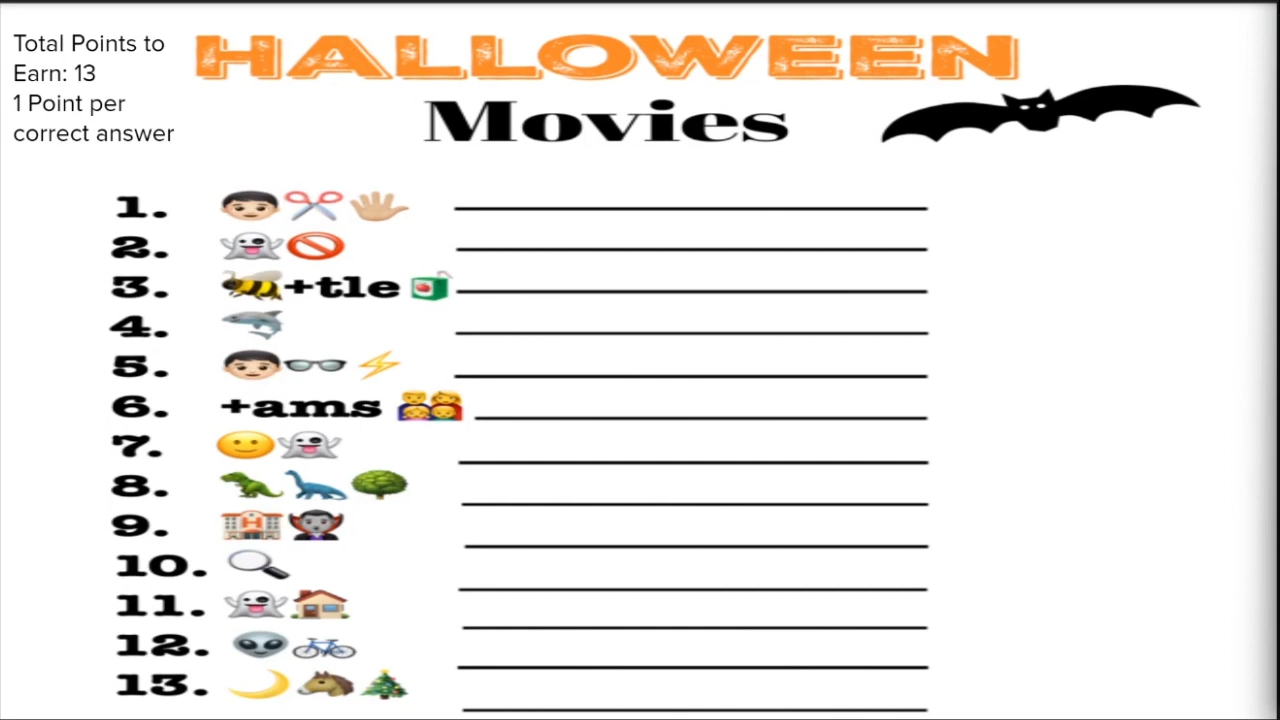 Total Points to
Earn: 13
1 Point per
correct answer
HALLOWEEN
Movies
1.
2.
3. +tle
4.
5.
6. +ams
7.
8.
9. H
10.
11.
12.
13.